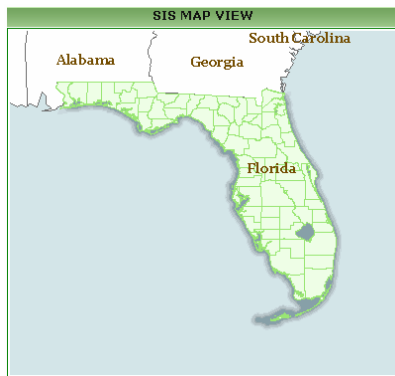 SIS MAP VIEW
South Carolina
Alabama
Georgia
Florida